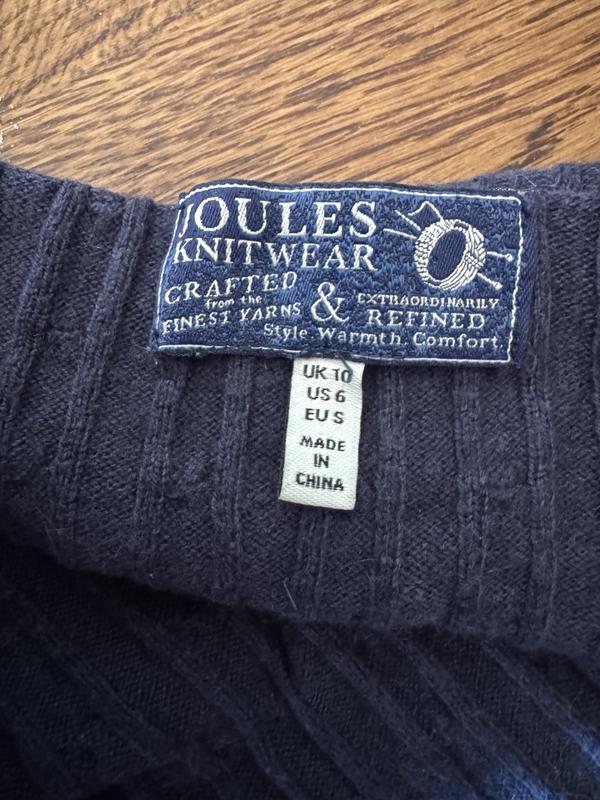 JOULES
KNITWEAR
CRAFTED
from the
FINEST YARNS
&
EXTRAORDINARILY
REFINED
Style. Warmth. Comfort.
UK 10
US 6
EU S
MADE
IN
CHINA